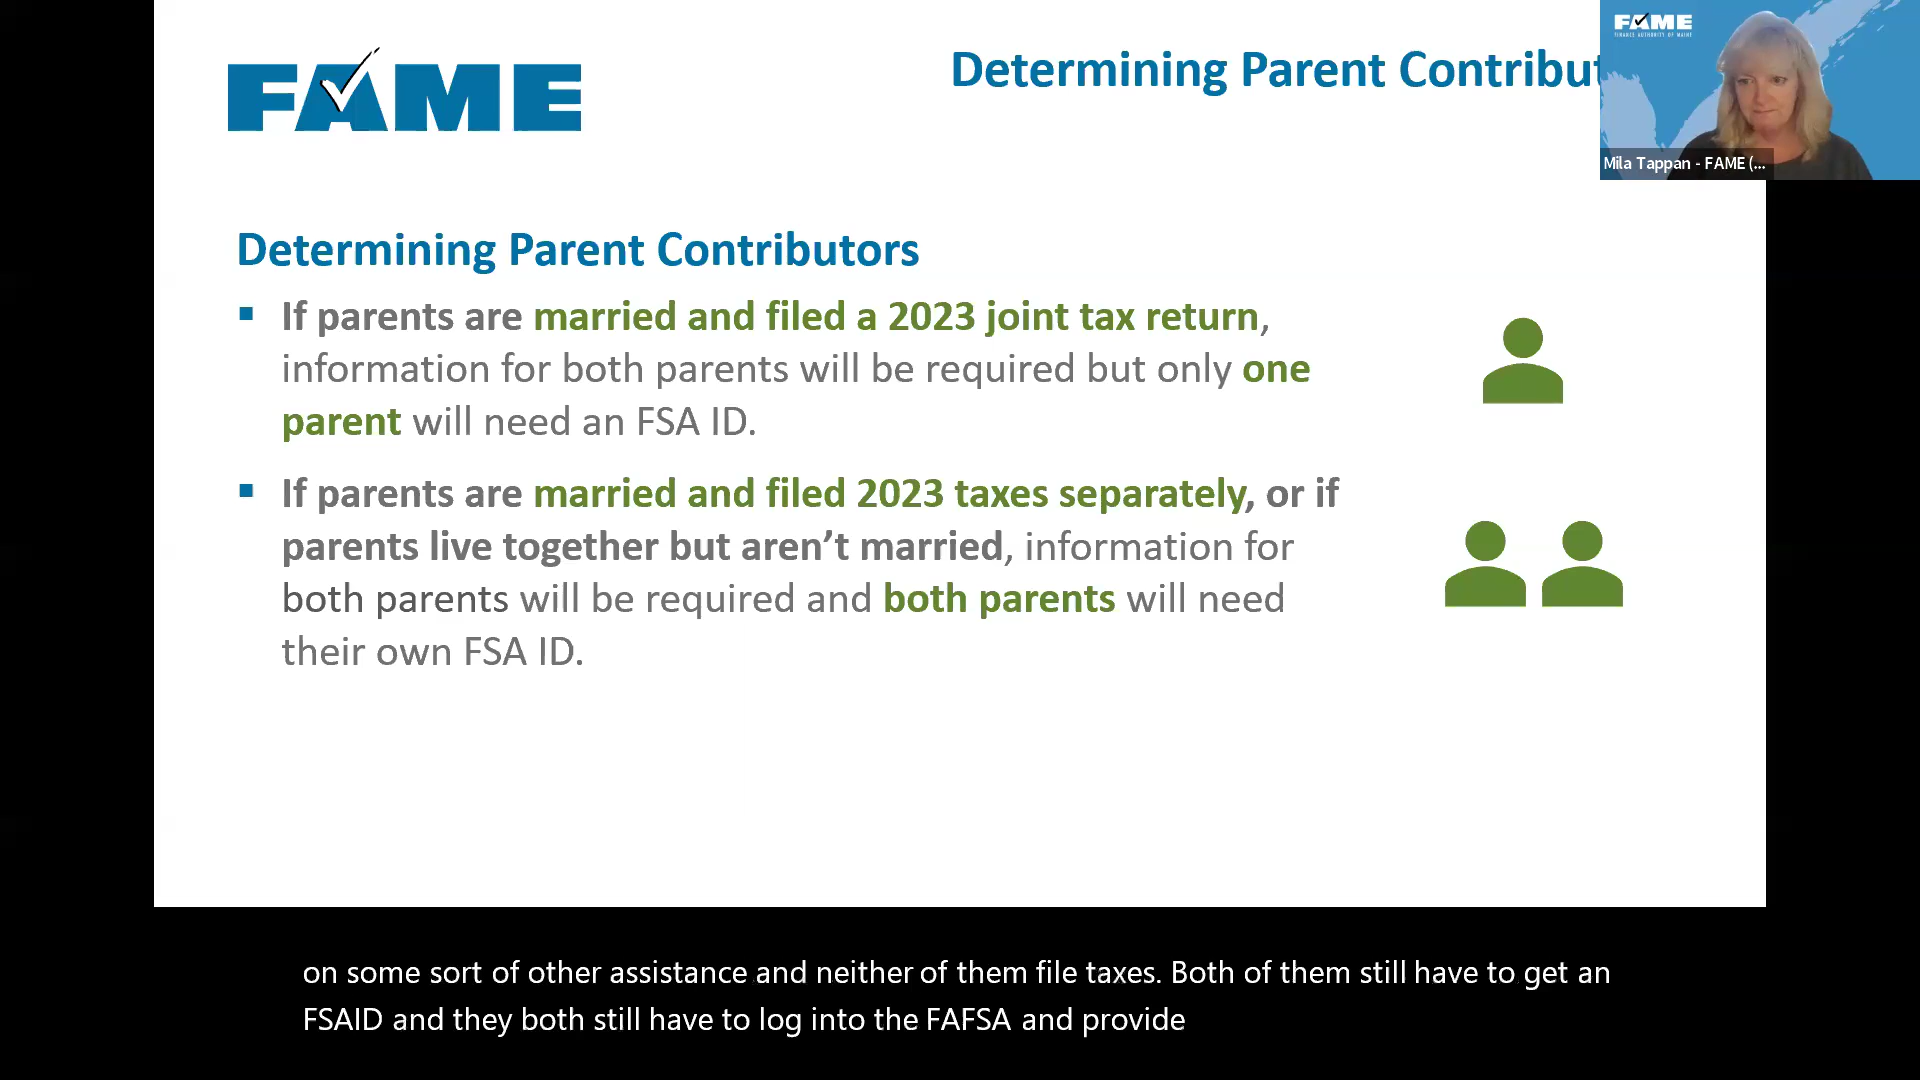 FAME
Determining Parent Contribut
FAME
FINANCE AUTHORITY OF MAINE
Mila Tappan - FAME (...
Determining Parent Contributors
▪ If parents are married and filed a 2023 joint tax return,
information for both parents will be required but only one
parent will need an FSA ID.
▪ If parents are married and filed 2023 taxes separately, or if
parents live together but aren’t married, information for
both parents will be required and both parents will need
their own FSA ID.
on some sort of other assistance and neither of them file taxes. Both of them still have to get an
FSAID and they both still have to log into the FAFSA and provide